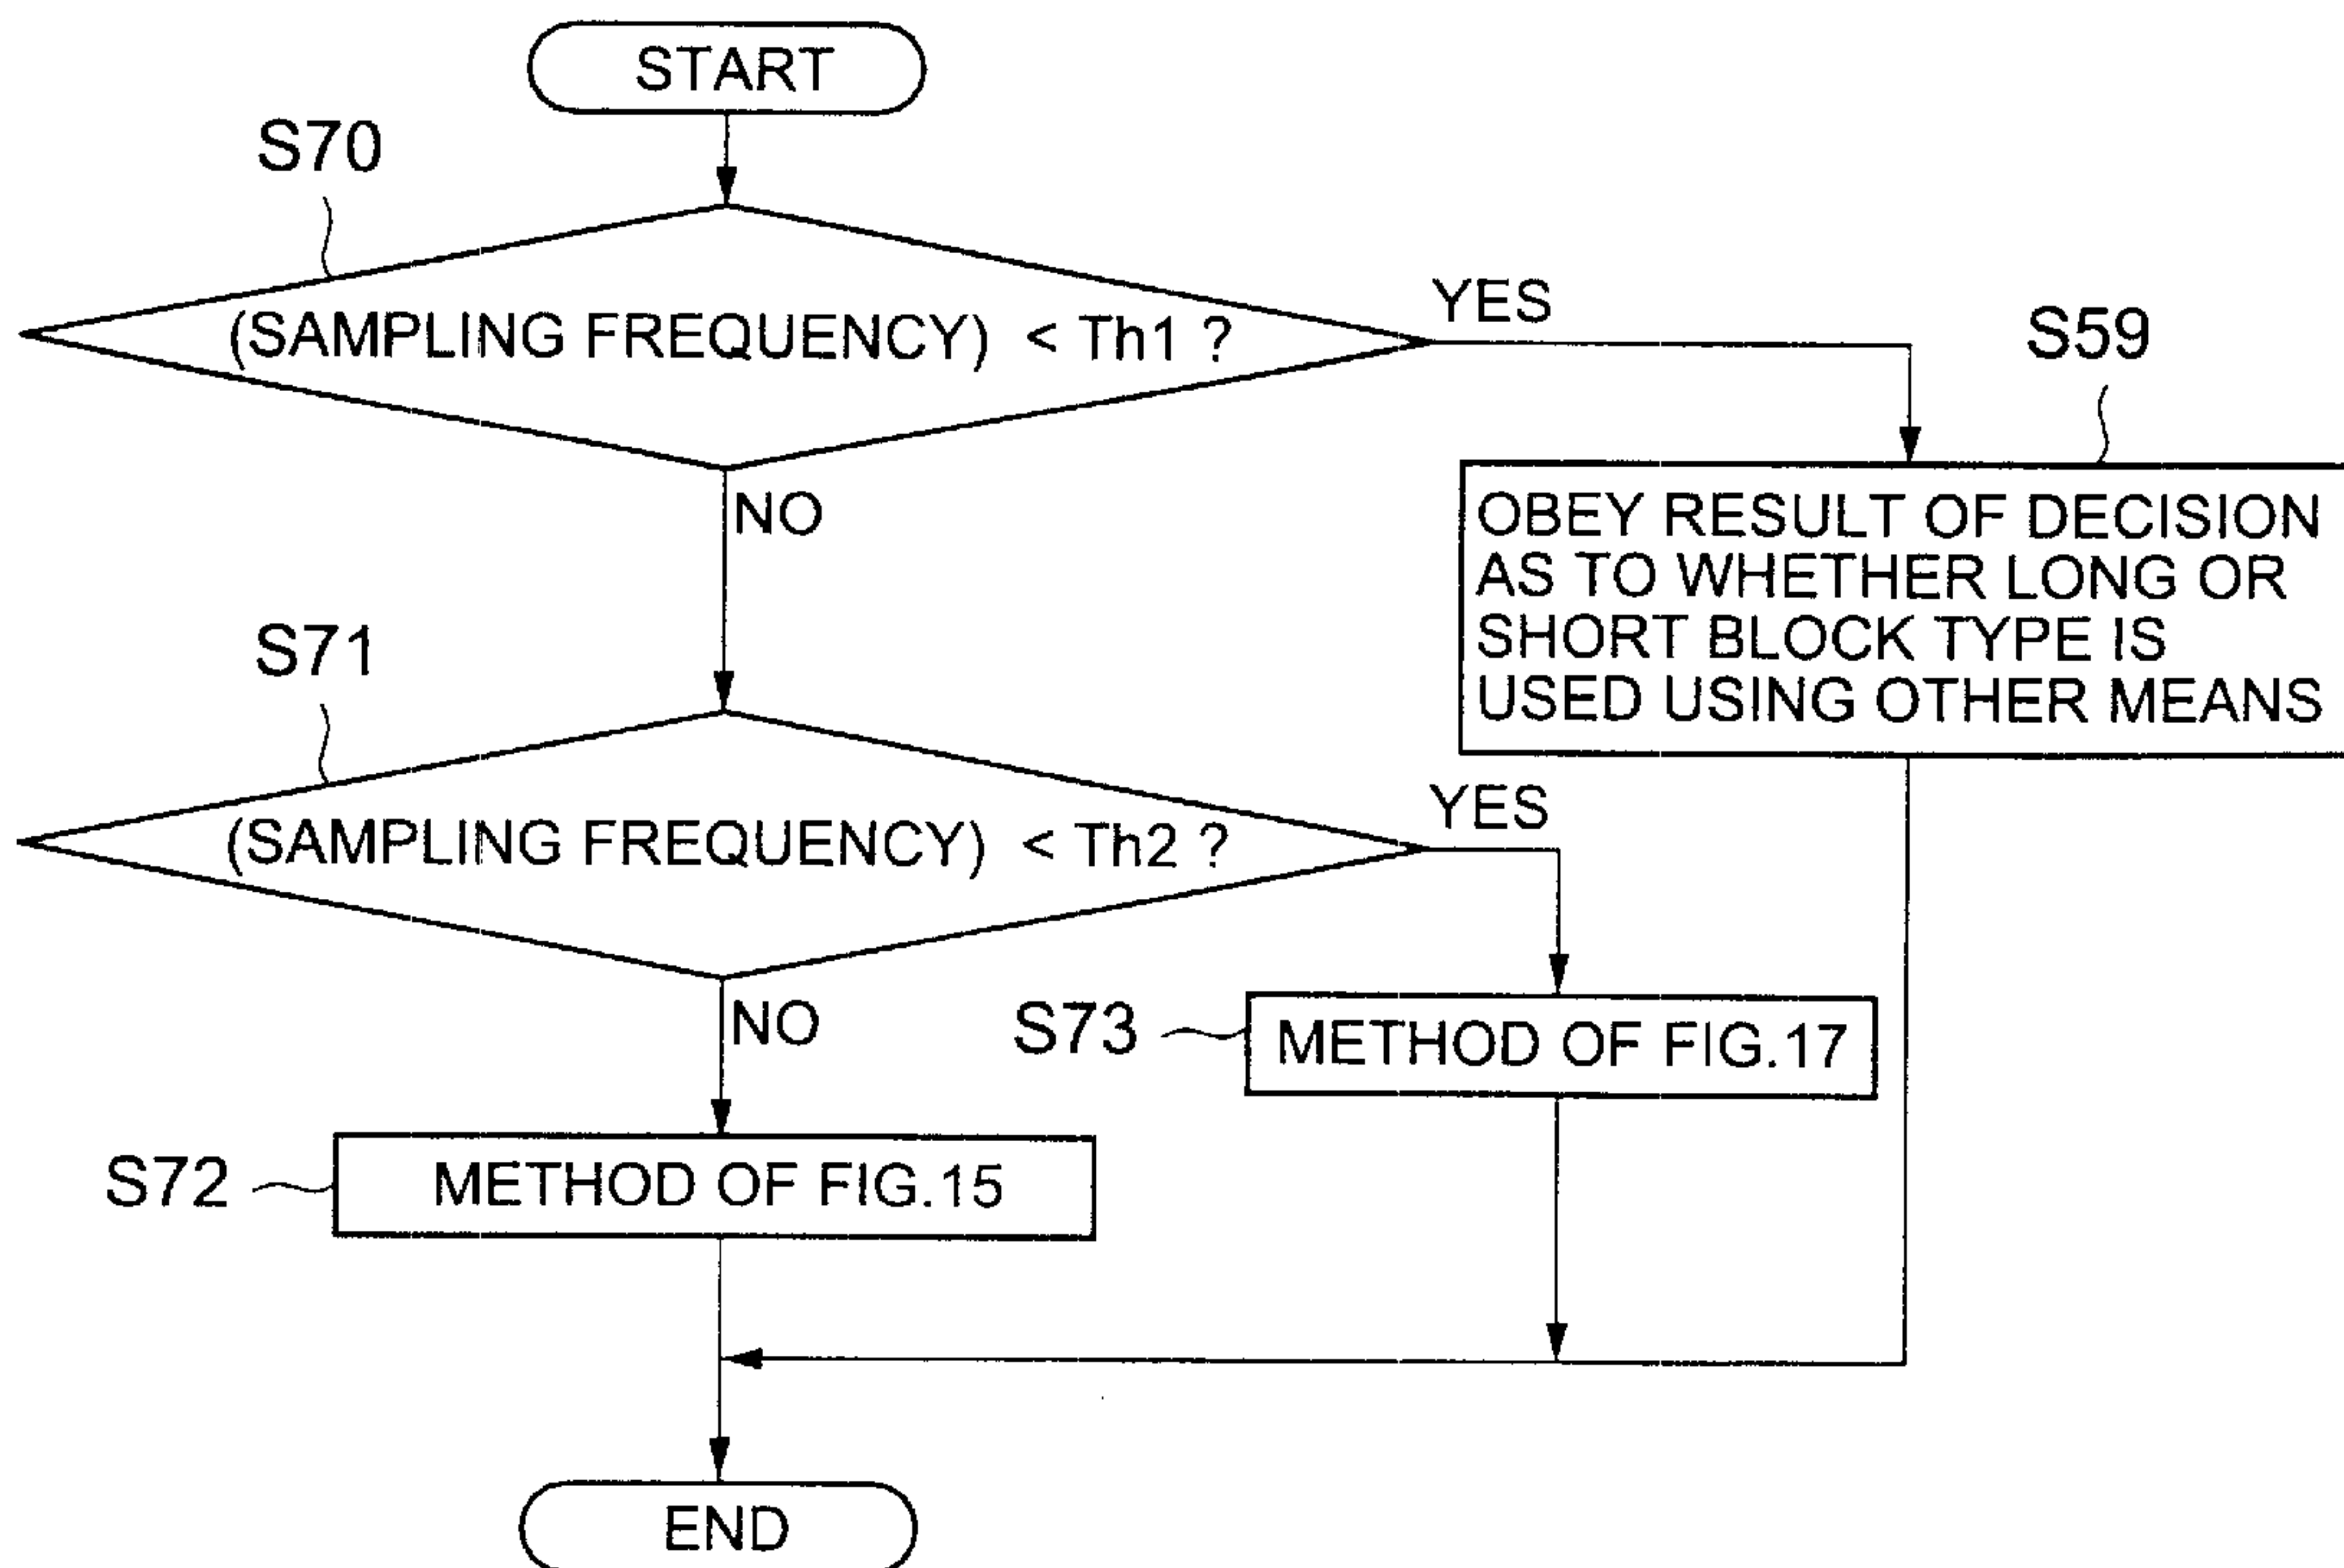 START
S70
(SAMPLING FREQUENCY) < Th1 ?
YES
S59
NO
OBEY RESULT OF DECISION
AS TO WHETHER LONG OR
SHORT BLOCK TYPE IS
USED USING OTHER MEANS
S71
(SAMPLING FREQUENCY) < Th2 ?
YES
NO
S73
METHOD OF FIG.17
S72
METHOD OF FIG.15
END